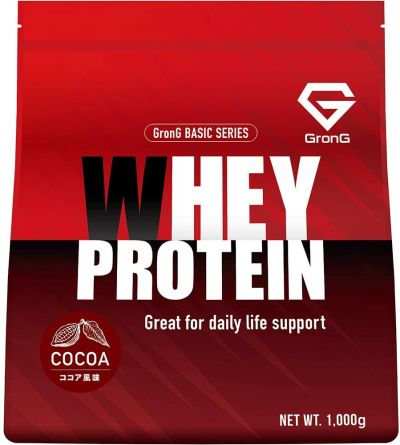 GronG
GronG BASIC SERIES
WHEY
PROTEIN
Great for daily life support
COCOA
ココア風味
NET WT. 1,000g